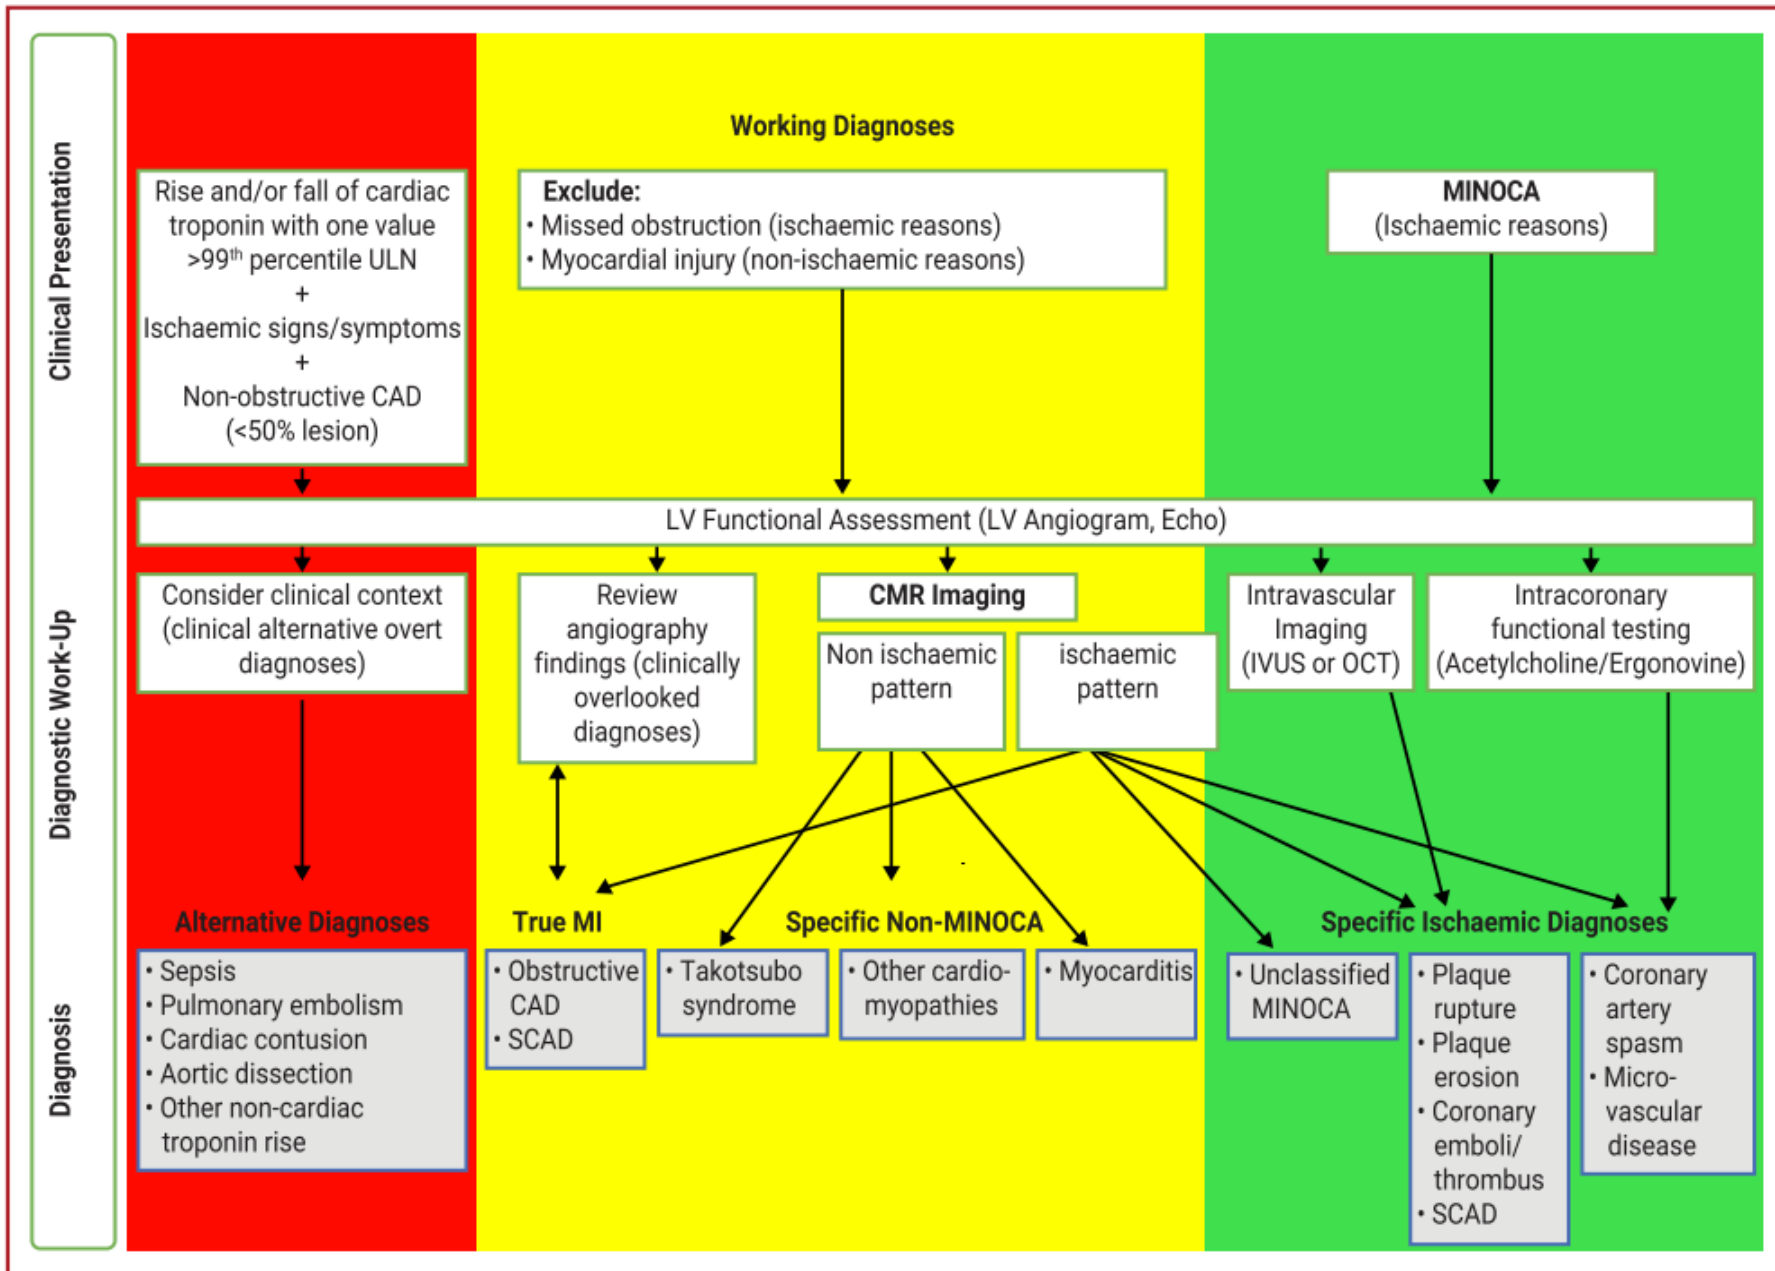 Clinical Presentation
Working Diagnoses
Rise and/or fall of cardiac
troponin with one value
>99th percentile ULN
+
Ischaemic signs/symptoms
+
Non-obstructive CAD
(<50% lesion)
Exclude:
• Missed obstruction (ischaemic reasons)
• Myocardial injury (non-ischaemic reasons)
MINOCA
(Ischaemic reasons)
LV Functional Assessment (LV Angiogram, Echo)
Diagnostic Work-Up
Consider clinical context
(clinical alternative overt
diagnoses)
Review
angiography
findings (clinically
overlooked
diagnoses)
CMR Imaging
Non ischaemic
pattern
ischaemic
pattern
Intravascular
Imaging
(IVUS or OCT)
Intracoronary
functional testing
(Acetylcholine/Ergonovine)
Diagnosis
Alternative Diagnoses
• Sepsis
• Pulmonary embolism
• Cardiac contusion
• Aortic dissection
• Other non-cardiac
troponin rise
True MI
• Obstructive
CAD
• SCAD
Specific Non-MINOCA
• Takotsubo
syndrome
• Other cardio-
myopathies
• Myocarditis
Specific Ischaemic Diagnoses
• Unclassified
MINOCA
• Plaque
rupture
• Plaque
erosion
• Coronary
emboli/
thrombus
• SCAD
• Coronary
artery
spasm
• Micro-
vascular
disease